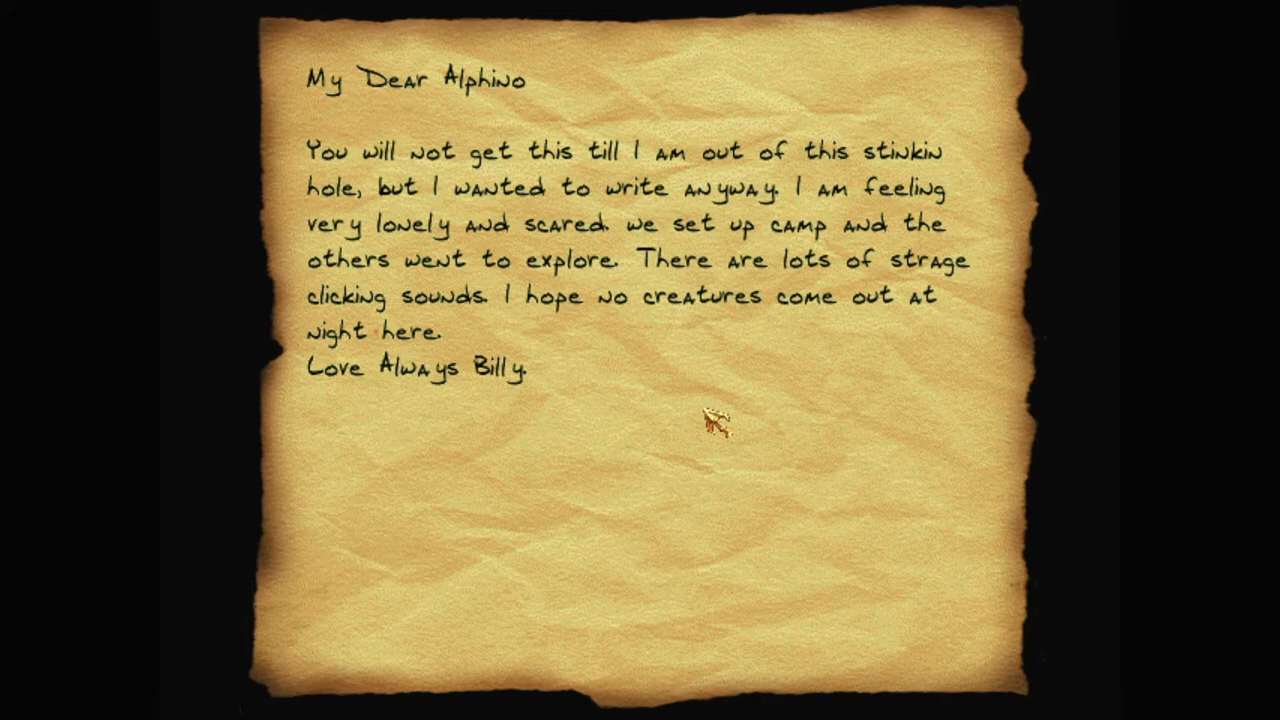 My Dear Alphino
You will not get this till I am out of this stinkin
hole, but I wanted to write anyway. I am feeling
very lonely and scared. we set up camp and the
others went to explore. There are lots of strage
clicking sounds. I hope no creatures come out at
night here.
Love Always Billy.